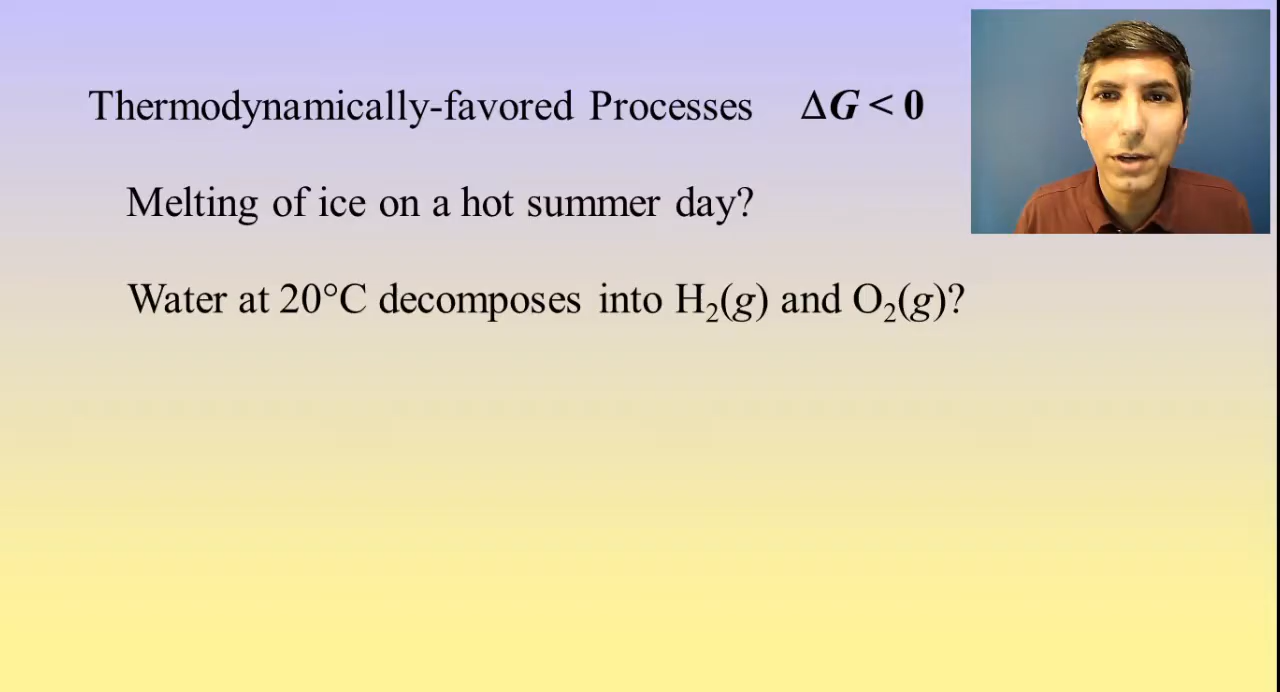 Thermodynamically-favored Processes ΔG < 0
Melting of ice on a hot summer day?
Water at 20°C decomposes into H₂(g) and O₂(g)?